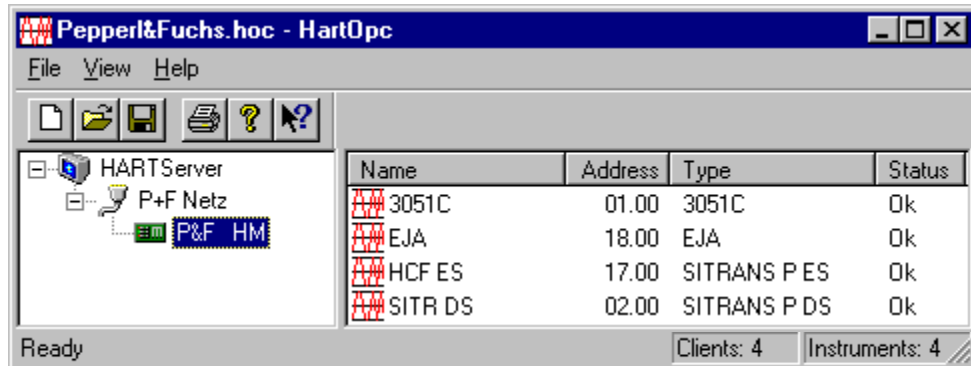 Pepperl&Fuchs.hoc - HartOpc
File View Help
HARTServer
P+F Netz
P&F HM
Name Address Type Status
3051C 01.00 3051C Ok
EJA 18.00 EJA Ok
HCF ES 17.00 SITRANS P ES Ok
SITR DS 02.00 SITRANS P DS Ok
Ready Clients: 4 Instruments: 4